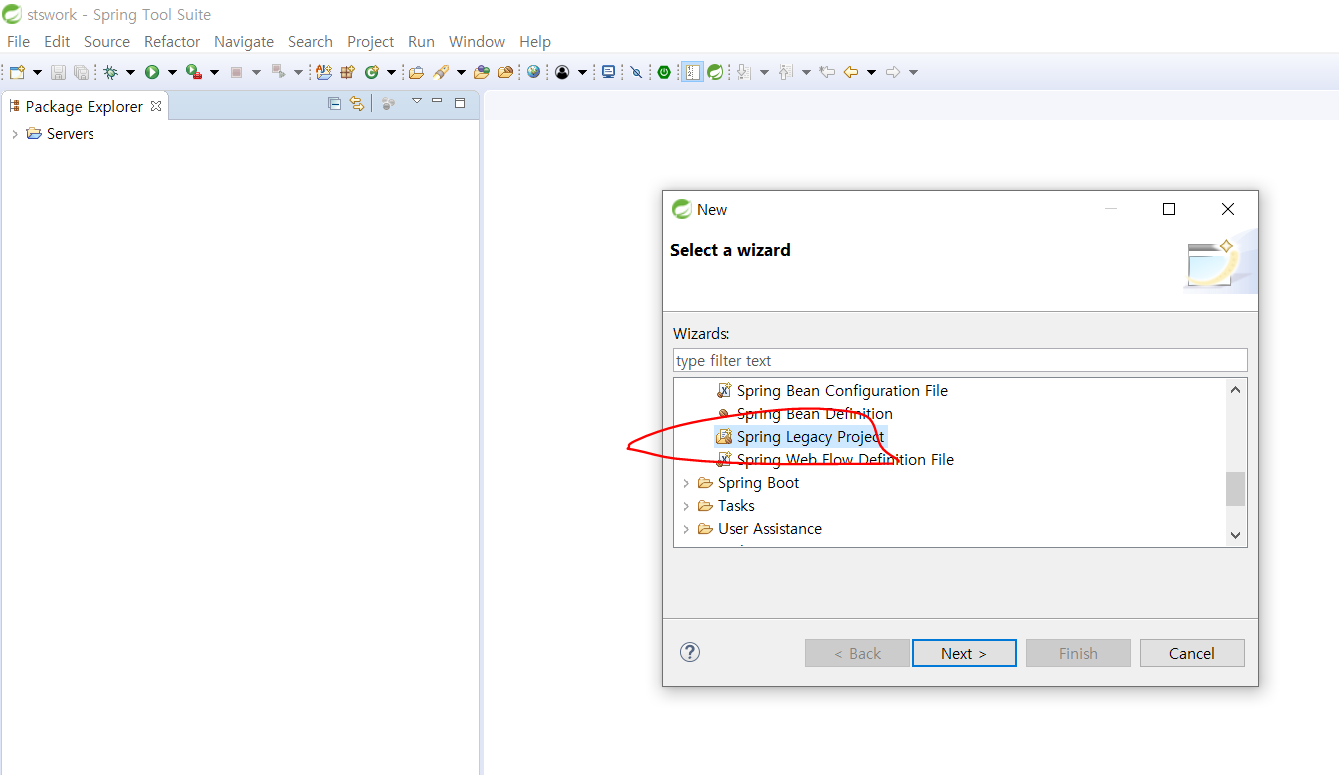 stswork - Spring Tool Suite
File Edit Source Refactor Navigate Search Project Run Window Help
Package Explorer
Servers
New
Select a wizard
Wizards:
type filter text
Spring Bean Configuration File
Spring Bean Definition
Spring Legacy Project
Spring Web Flow Definition File
Spring Boot
Tasks
User Assistance
< Back Next > Finish Cancel